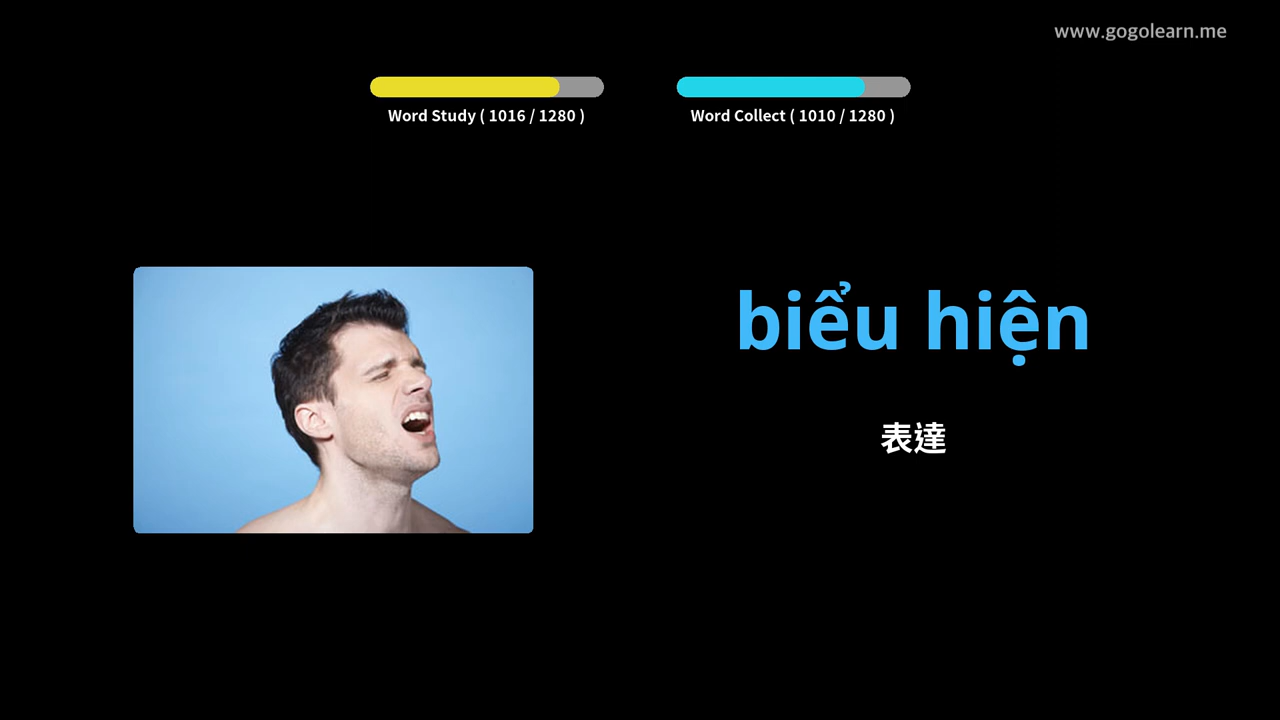 www.gogolearn.me
Word Study ( 1016 / 1280 )
Word Collect ( 1010 / 1280 )
biểu hiện
表達